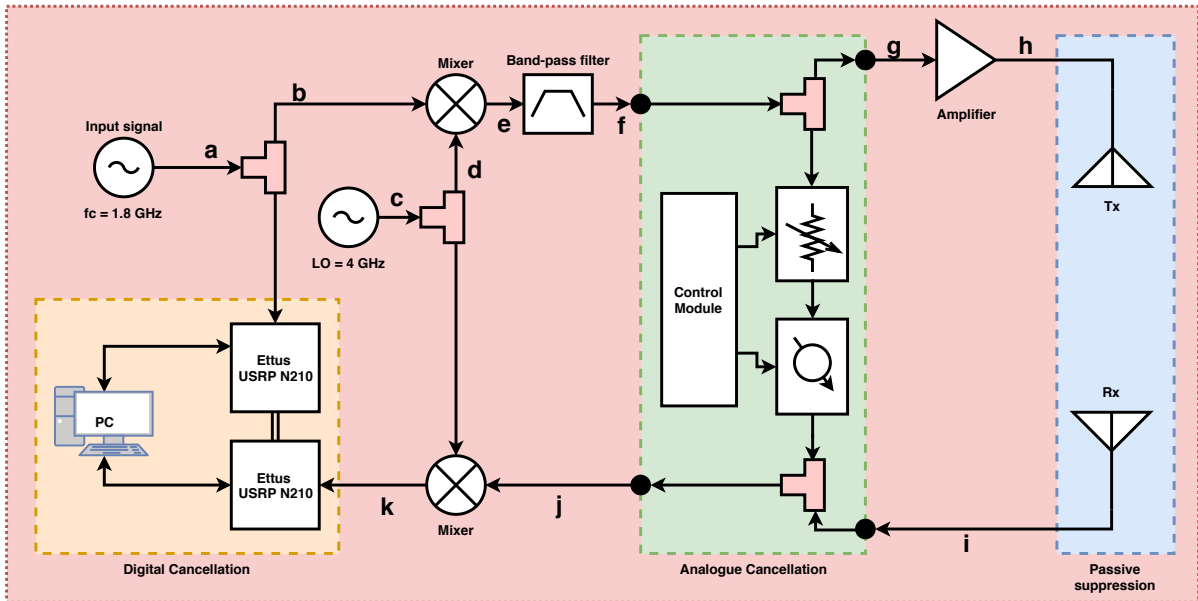 g
h
Mixer
Band-pass filter
b
Input signal
a
e
f
Amplifier
d
c
fc = 1.8 GHz
Tx
LO = 4 GHz
Control
Module
Ettus
USRP N210
PC
Rx
Ettus
USRP N210
k
j
Mixer
i
Digital Cancellation
Analogue Cancellation
Passive
suppression